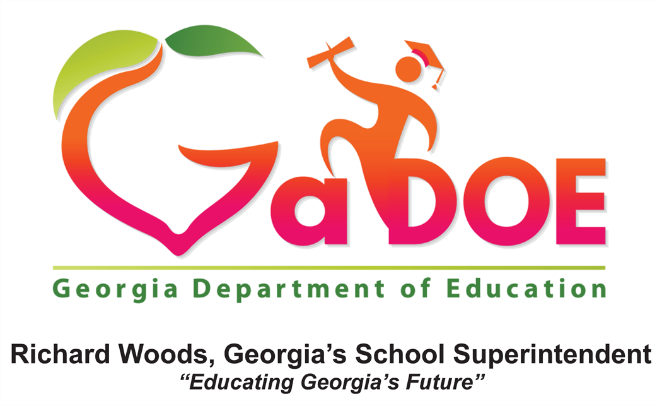 GaDOE
Georgia Department of Education
Richard Woods, Georgia’s School Superintendent
“Educating Georgia’s Future”